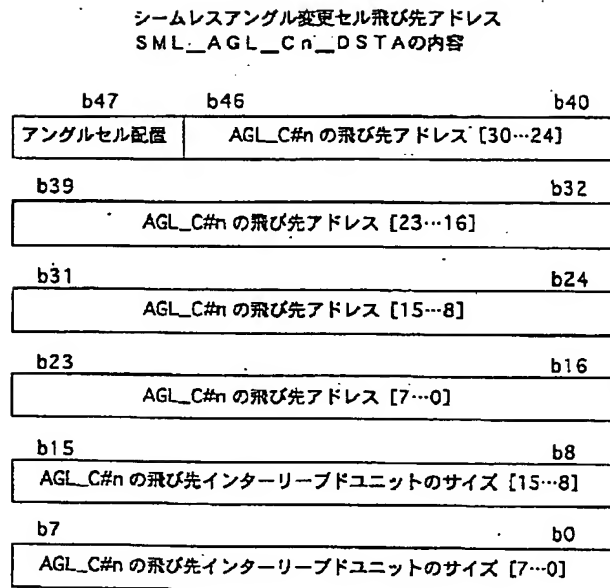 シームレスアングル変更セル飛び先アドレス
SML__AGL__Cn__DSTAの内容
b47 b46 b40
アングルセル配置 AGL_C#n の飛び先アドレス [30…24]
b39 b32
AGL_C#n の飛び先アドレス [23…16]
b31 b24
AGL_C#n の飛び先アドレス [15…8]
b23 b16
AGL_C#n の飛び先アドレス [7…0]
b15 b8
AGL_C#n の飛び先インターリーブドユニットのサイズ [15…8]
b7 b0
AGL_C#n の飛び先インターリーブドユニットのサイズ [7…0]